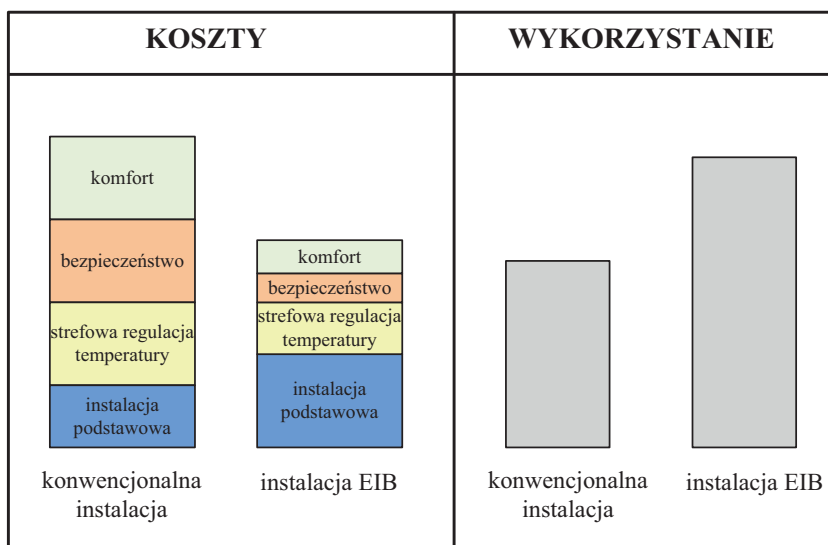 KOSZTY
WYKORZYSTANIE
komfort
bezpieczeństwo
strefowa regulacja
temperatury
instalacja
podstawowa
konwencjonalna
instalacja
komfort
bezpieczeństwo
strefowa regulacja
temperatury
instalacja
podstawowa
instalacja EIB
konwencjonalna
instalacja
instalacja EIB